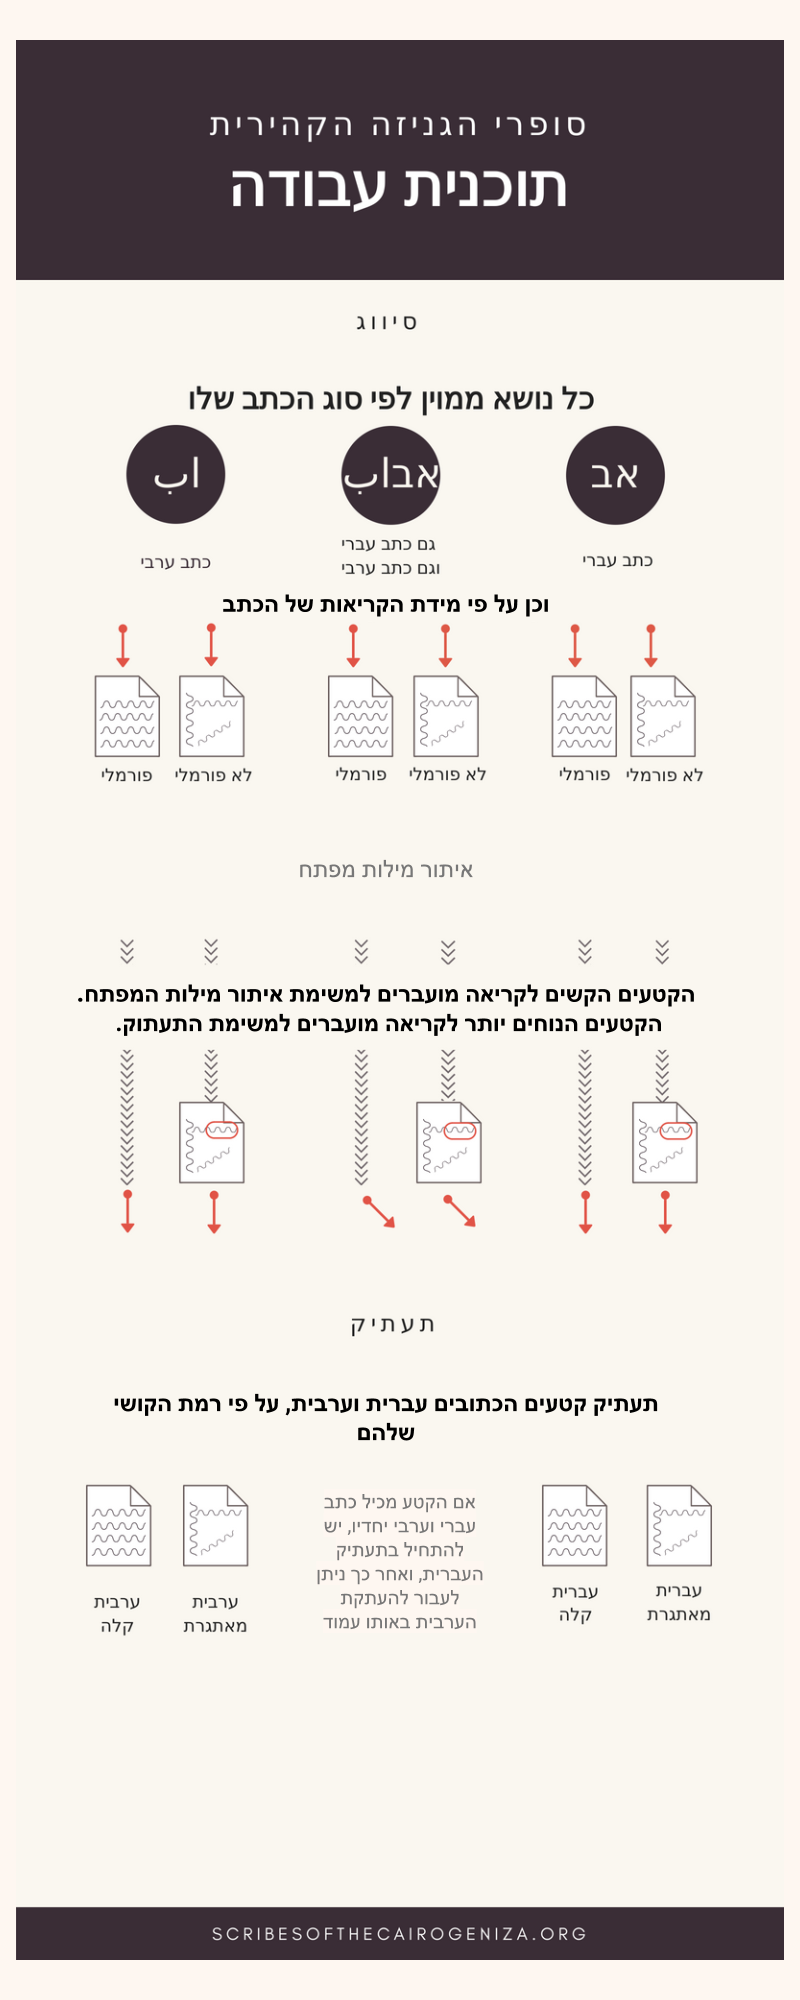 סופרי הגניזה הקהירית
תוכנית עבודה
סיווג
כל נושא ממוין לפי סוג הכתב שלו
אב
אבاب
اب
כתב עברי
גם כתב עברי
וגם כתב ערבי
כתב ערבי
וכן על פי מידת הקריאות של הכתב
לא פורמלי
פורמלי
לא פורמלי
פורמלי
לא פורמלי
פורמלי
איתור מילות מפתח
הקטעים הקשים לקריאה מועברים למשימת איתור מילות המפתח.
הקטעים הנוחים יותר לקריאה מועברים למשימת התעתוק.
תעתיק
תעתיק קטעים הכתובים עברית וערבית, על פי רמת הקושי
שלהם
עברית
מאתגרת
עברית
קלה
אם הקטע מכיל כתב
עברי וערבי יחדיו, יש
להתחיל בתעתיק
העברית, ואחר כך ניתן
לעבור להעתקת
הערבית באותו עמוד
ערבית
מאתגרת
ערבית
קלה
SCRIBESOFTHECAIROGENIZA.ORG